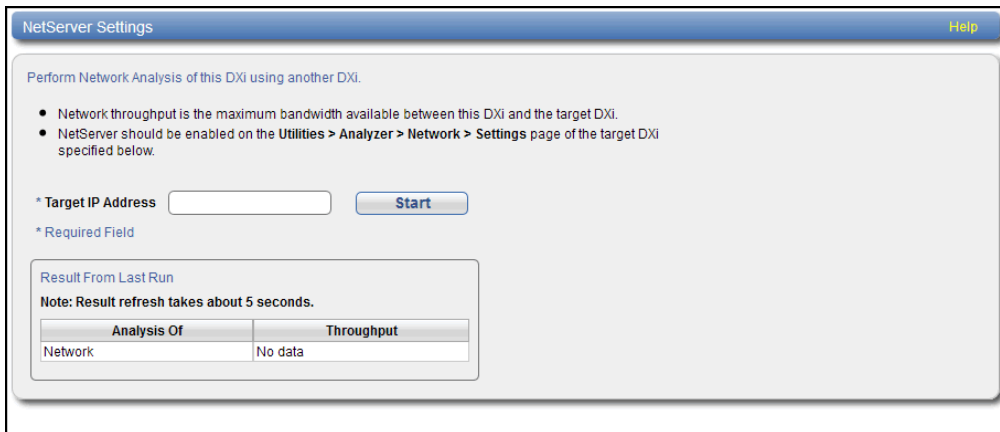 NetServer Settings
Help
Perform Network Analysis of this DXi using another DXi.
● Network throughput is the maximum bandwidth available between this DXi and the target DXi.
● NetServer should be enabled on the Utilities > Analyzer > Network > Settings page of the target DXi
specified below.
* Target IP Address
Start
* Required Field
Result From Last Run
Note: Result refresh takes about 5 seconds.
Analysis Of Throughput
Network No data